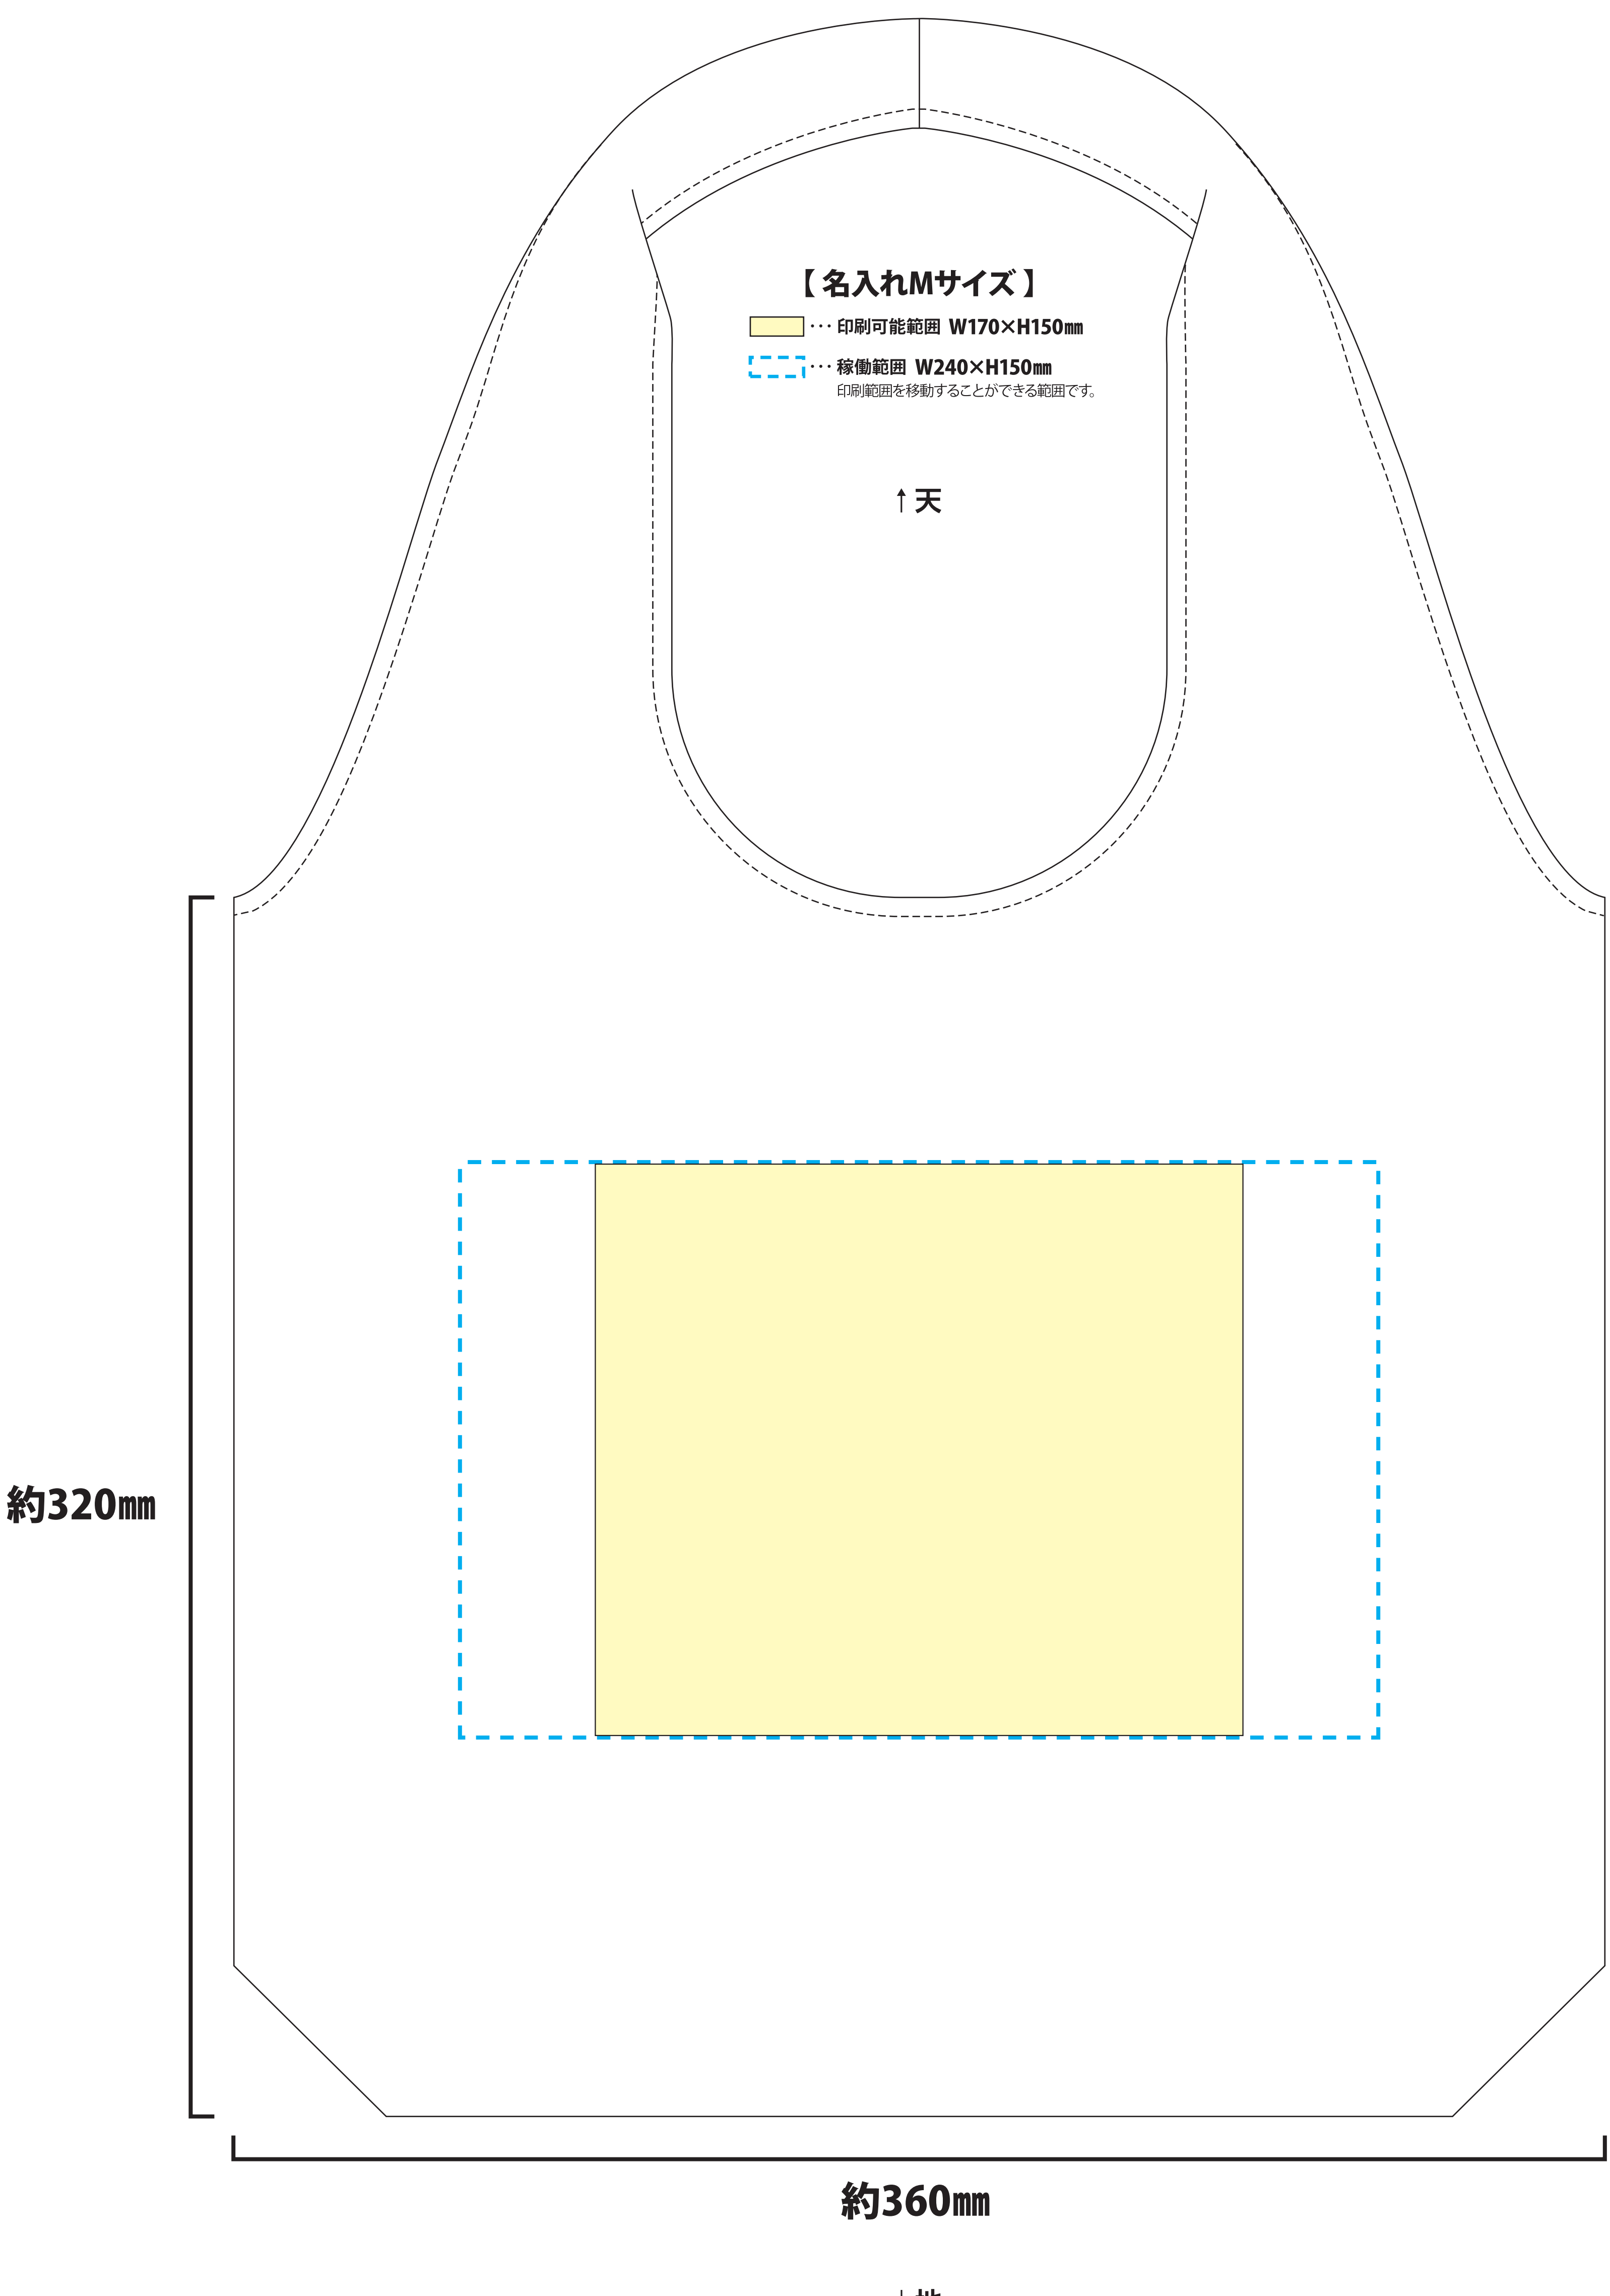 【 名入れMサイズ 】
･･･ 印刷可能範囲 W170×H150㎜
･･･ 稼働範囲 W240×H150㎜
印刷範囲を移動することができる範囲です。
↑ 天
約320㎜
約360㎜